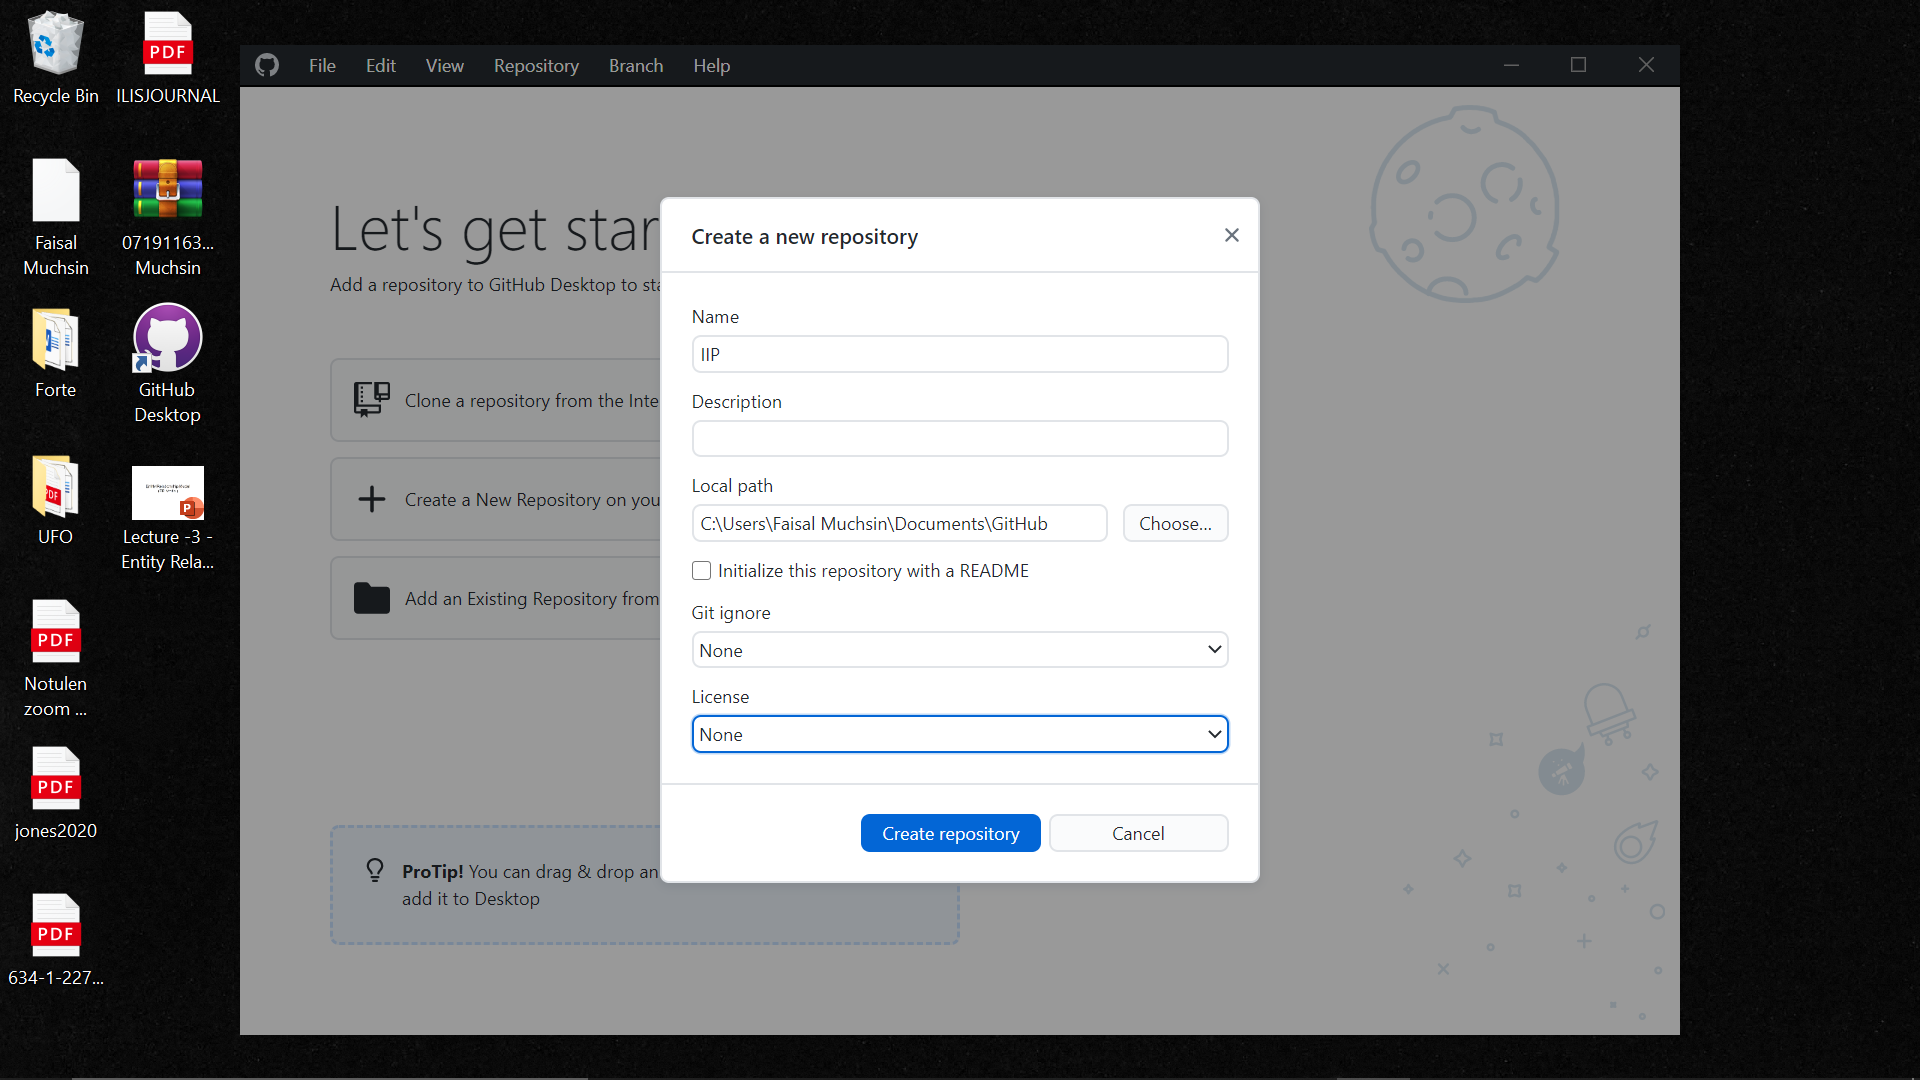 Recycle Bin
ILISJOURNAL
Faisal
Muchsin
07191163...
Muchsin
Forte
GitHub
Desktop
UFO
Lecture -3 -
Entity Rela...
PDF
Notulen
zoom ...
PDF
jones2020
PDF
634-1-227...
PDF
PDF
P
File Edit View Repository Branch Help
Let's get star
Add a repository to GitHub Desktop to sta
Clone a repository from the Inte
Create a New Repository on you
Add an Existing Repository from
ProTip! You can drag & drop an
add it to Desktop
Create a new repository
Name
IIP
Description
Local path
C:\Users\Faisal Muchsin\Documents\GitHub
Choose...
Initialize this repository with a README
Git ignore
None
License
None
Create repository
Cancel